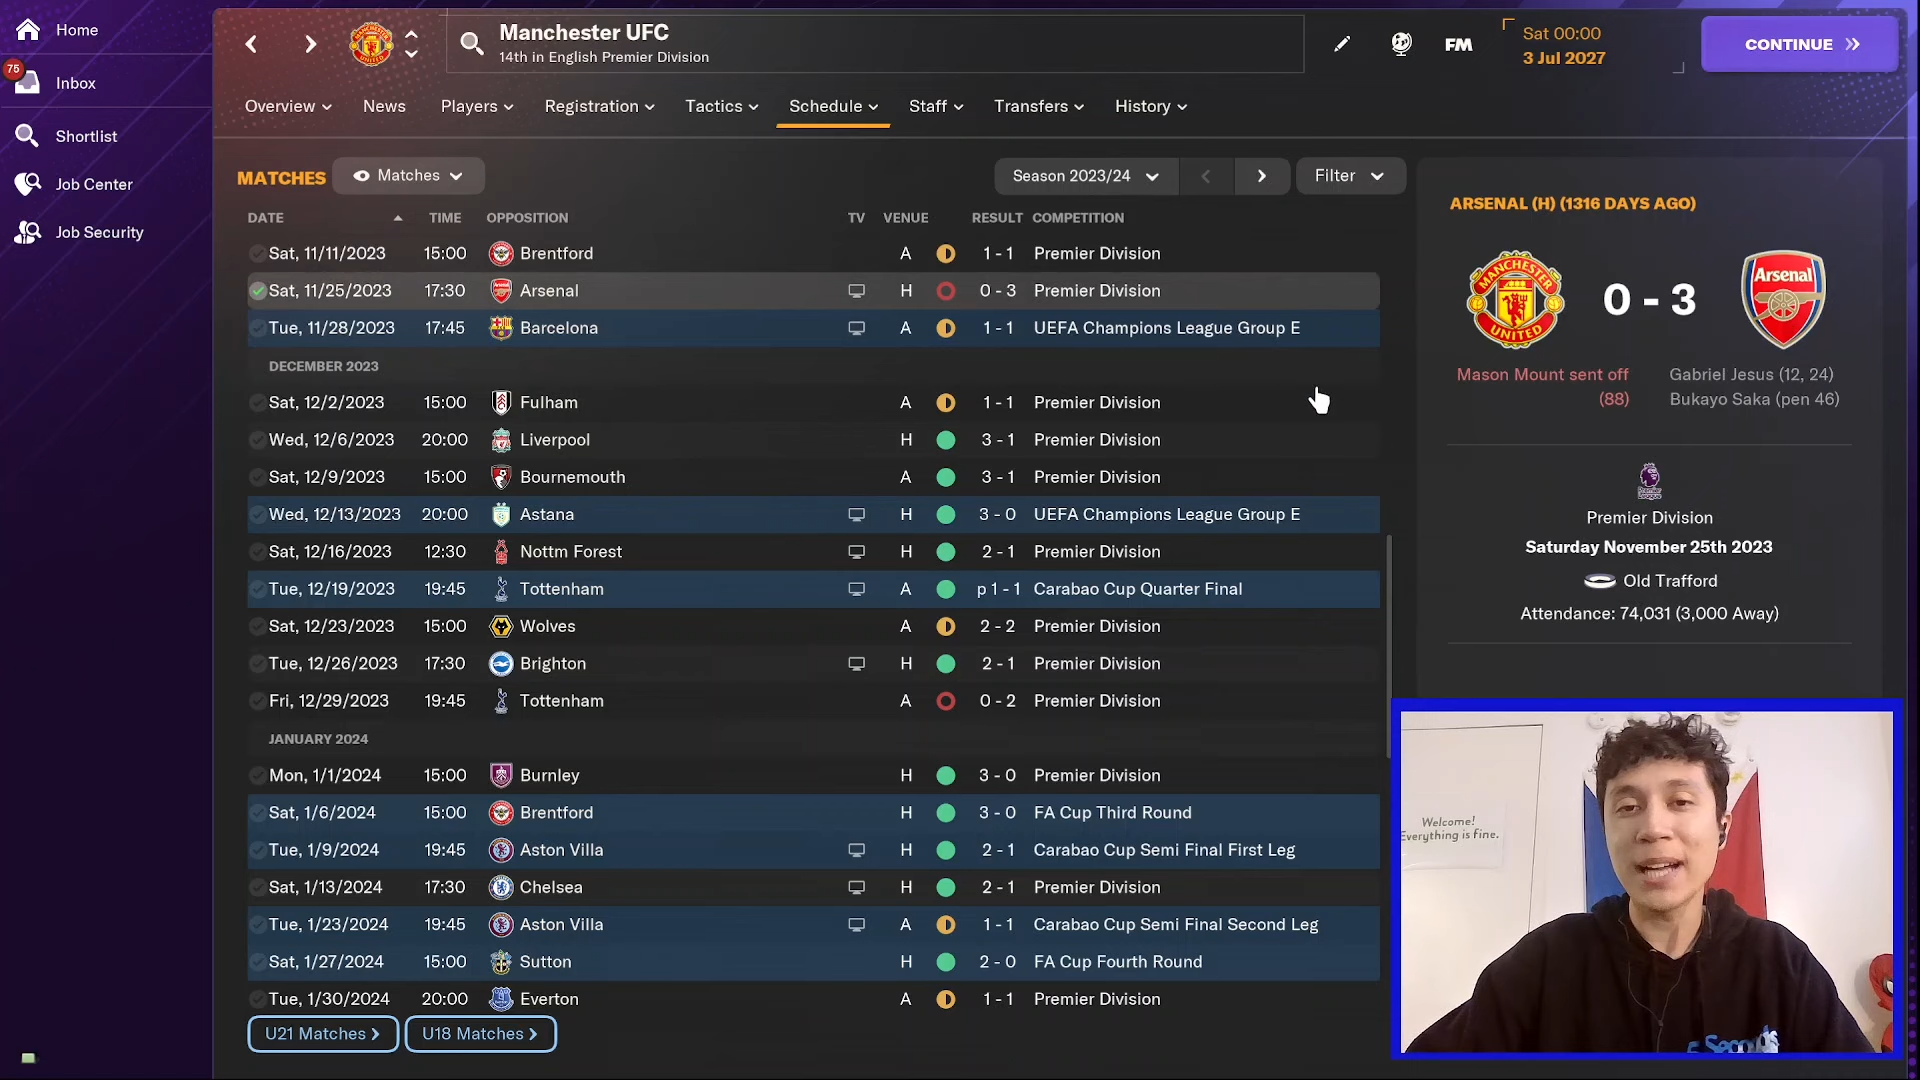 Home
75
Inbox
Shortlist
Job Center
Job Security
Manchester UFC
14th in English Premier Division
FM
Sat 00:00
3 Jul 2027
CONTINUE
Overview
News
Players
Registration
Tactics
Schedule
Staff
Transfers
History
MATCHES
Matches
Season 2023/24
Filter
DATE TIME OPPOSITION TV VENUE RESULT COMPETITION
Sat, 11/11/2023 15:00 Brentford A 1 - 1 Premier Division
Sat, 11/25/2023 17:30 Arsenal H 0 - 3 Premier Division
Tue, 11/28/2023 17:45 Barcelona A 1 - 1 UEFA Champions League Group E
DECEMBER 2023
Sat, 12/2/2023 15:00 Fulham A 1 - 1 Premier Division
Wed, 12/6/2023 20:00 Liverpool H 3 - 1 Premier Division
Sat, 12/9/2023 15:00 Bournemouth A 3 - 1 Premier Division
Wed, 12/13/2023 20:00 Astana H 3 - 0 UEFA Champions League Group E
Sat, 12/16/2023 12:30 Nottm Forest H 2 - 1 Premier Division
Tue, 12/19/2023 19:45 Tottenham A p 1 - 1 Carabao Cup Quarter Final
Sat, 12/23/2023 15:00 Wolves A 2 - 2 Premier Division
Tue, 12/26/2023 17:30 Brighton H 2 - 1 Premier Division
Fri, 12/29/2023 19:45 Tottenham A 0 - 2 Premier Division
JANUARY 2024
Mon, 1/1/2024 15:00 Burnley H 3 - 0 Premier Division
Sat, 1/6/2024 15:00 Brentford H 3 - 0 FA Cup Third Round
Tue, 1/9/2024 19:45 Aston Villa H 2 - 1 Carabao Cup Semi Final First Leg
Sat, 1/13/2024 17:30 Chelsea H 2 - 1 Premier Division
Tue, 1/23/2024 19:45 Aston Villa A 1 - 1 Carabao Cup Semi Final Second Leg
Sat, 1/27/2024 15:00 Sutton H 2 - 0 FA Cup Fourth Round
Tue, 1/30/2024 20:00 Everton A 1 - 1 Premier Division
U21 Matches
U18 Matches
ARSENAL (H) (1316 DAYS AGO)
MANCHESTER
UNITED
0 - 3
Arsenal
Mason Mount sent off
(88)
Gabriel Jesus (12, 24)
Bukayo Saka (pen 46)
Premier League
Premier Division
Saturday November 25th 2023
Old Trafford
Attendance: 74,031 (3,000 Away)
Welcome!
Everything is fine.
5 Seconds